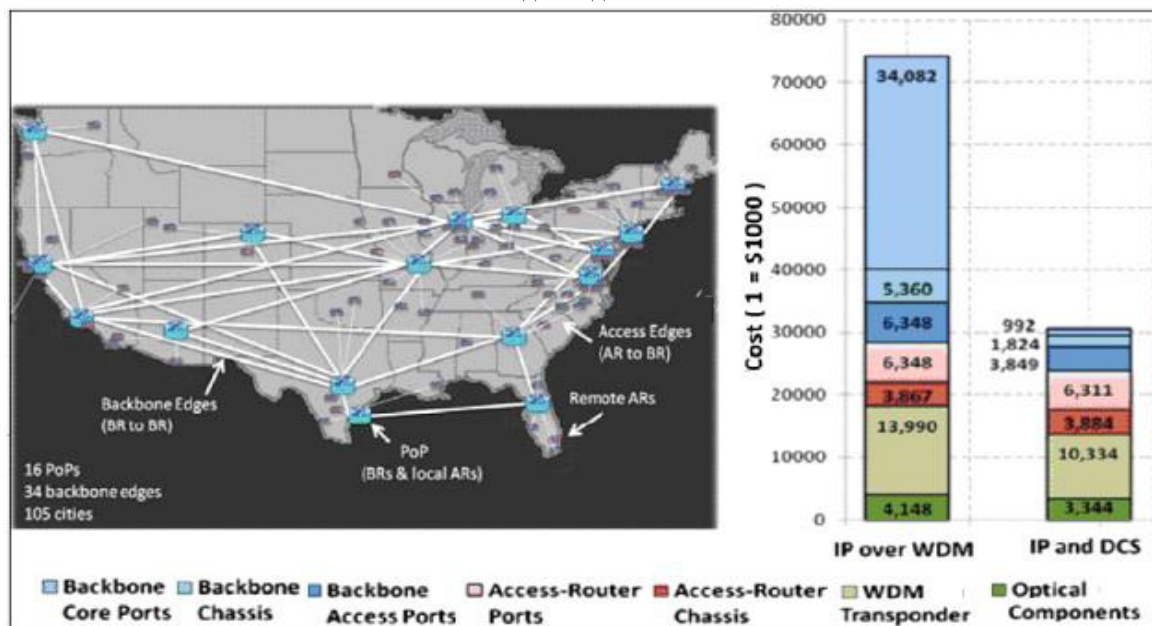 Backbone Edges
(BR to BR)
PoP
(BRs & local ARs)
Access Edges
(AR to BR)
Remote ARs
16 PoPs
34 backbone edges
105 cities
Cost ( 1 = $1000 )
80000
70000
60000
50000
40000
30000
20000
10000
0
34,082
5,360
6,348
6,348
3,867
13,990
4,148
992
1,824
3,849
6,311
3,884
10,334
3,344
IP over WDM
IP and DCS
Backbone Core Ports
Backbone Chassis
Backbone Access Ports
Access-Router Ports
Access-Router Chassis
WDM Transponder
Optical Components